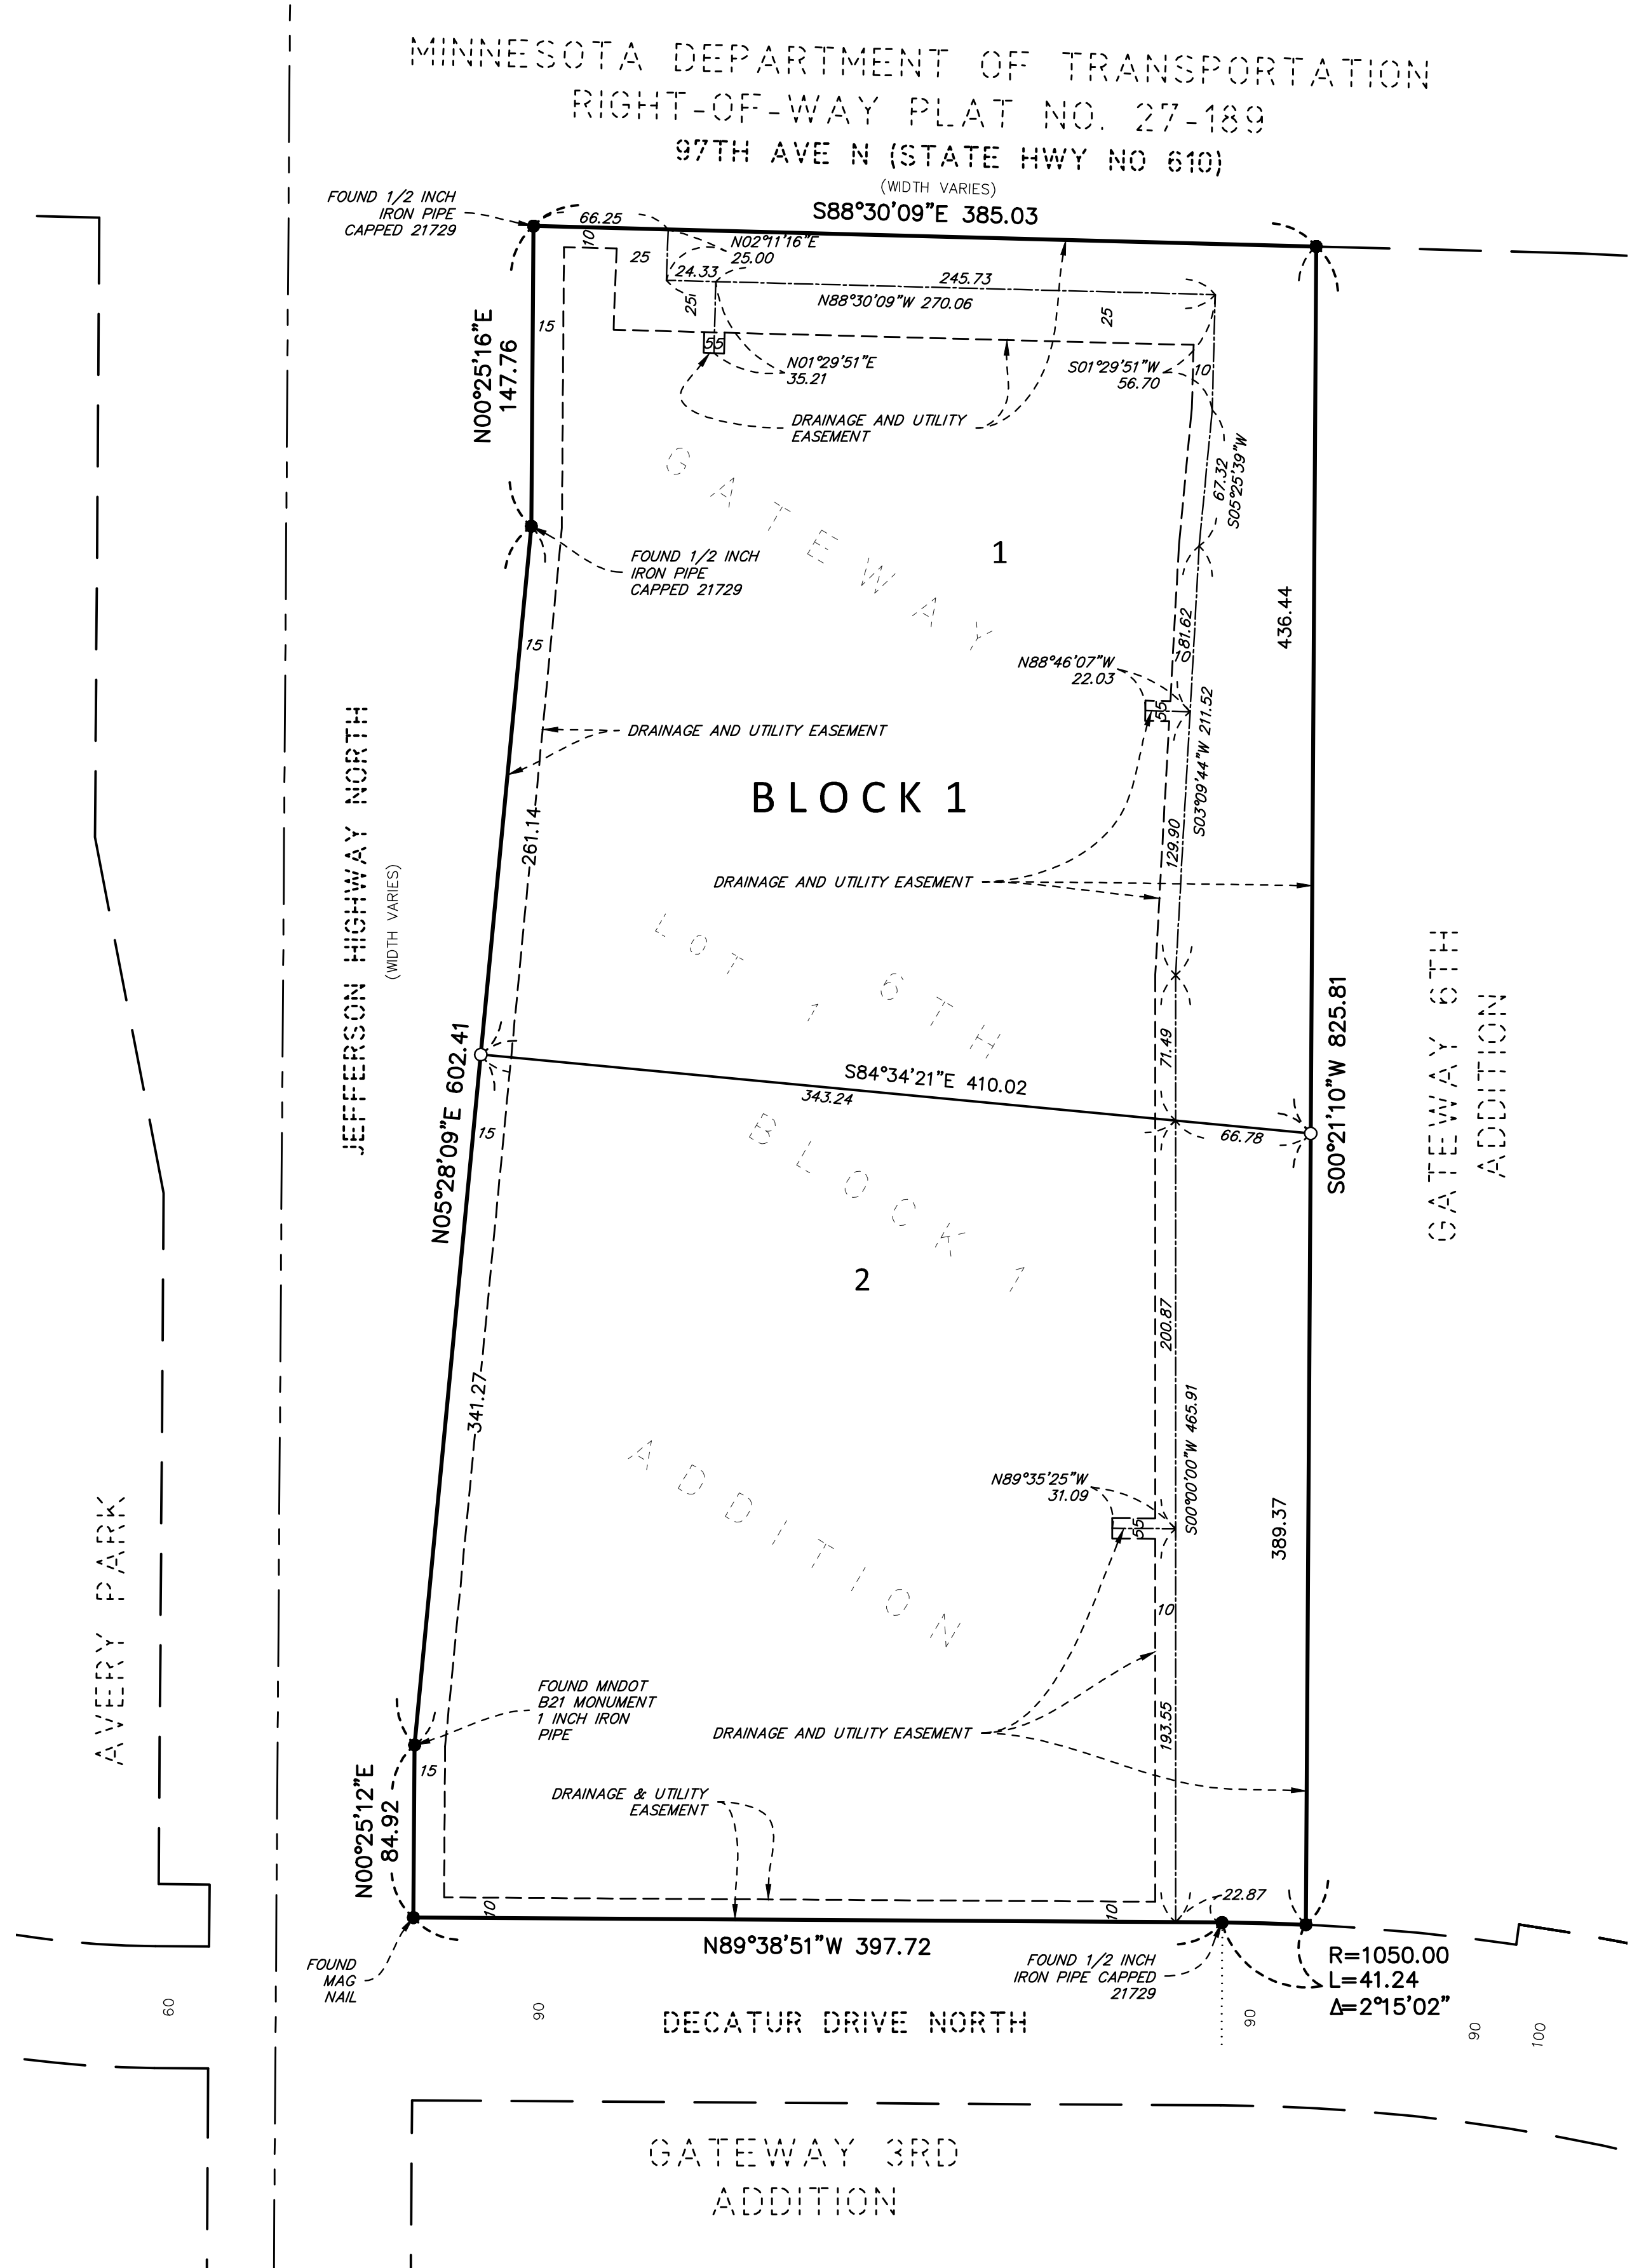 MINNESOTA DEPARTMENT OF TRANSPORTATION
RIGHT-OF-WAY PLAT NO. 27-189
97TH AVE N (STATE HWY NO 610)
(WIDTH VARIES)
S88°30'09"E 385.03
FOUND 1/2 INCH
IRON PIPE
CAPPED 21729
66.25
10
25
N02°11'16"E
25.00
24.33
245.73
N88°30'09"W 270.06
25
25
15
N00°25'16"E
147.76
55
N01°29'51"E
35.21
S01°29'51"W
56.70
10
DRAINAGE AND UTILITY
EASEMENT
67.32
S05°25'39"W
GATEWAY
1
FOUND 1/2 INCH
IRON PIPE
CAPPED 21729
436.44
15
81.62
10
N88°46'07"W
22.03
55
S03°09'44"W 211.52
DRAINAGE AND UTILITY EASEMENT
BLOCK 1
JEFFERSON HIGHWAY NORTH
(WIDTH VARIES)
261.14
129.90
DRAINAGE AND UTILITY EASEMENT
LOT 1
6TH
GATEWAY 6TH
ADDITION
S00°21'10"W 825.81
71.49
S84°34'21"E 410.02
343.24
66.78
N05°28'09"E 602.41
15
BLOCK 1
2
200.87
341.27
S00°00'00"W 465.91
ADDITION
N89°35'25"W
31.09
55
389.37
10
AVERY PARK
FOUND MNDOT
B21 MONUMENT
1 INCH IRON
PIPE
DRAINAGE AND UTILITY EASEMENT
193.55
15
N00°25'12"E
84.92
DRAINAGE & UTILITY
EASEMENT
10
10
22.87
N89°38'51"W 397.72
FOUND
MAG
NAIL
FOUND 1/2 INCH
IRON PIPE CAPPED
21729
R=1050.00
L=41.24
Δ=2°15'02"
60
90
DECATUR DRIVE NORTH
90
90
100
GATEWAY 3RD
ADDITION